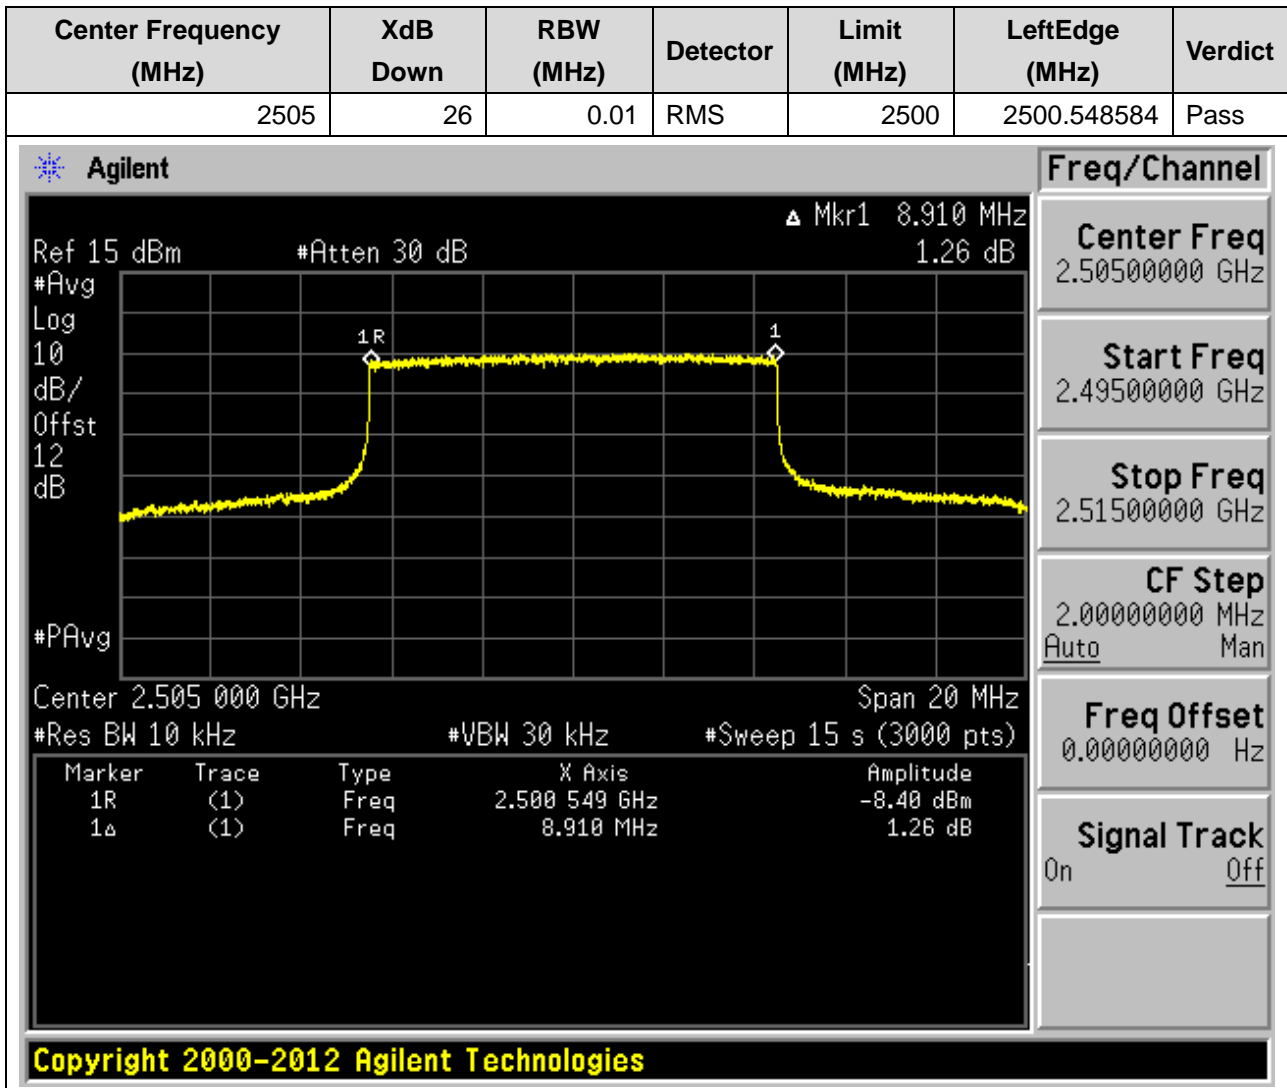 Center Frequency (MHz) XdB Down RBW (MHz) Detector Limit (MHz) LeftEdge (MHz) Verdict
2505 26 0.01 RMS 2500 2500.548584 Pass
Agilent
Freq/Channel
Δ Mkr1 8.910 MHz
Ref 15 dBm #Atten 30 dB 1.26 dB
#Avg
Log
10
dB/
Offst
12
dB
#PAvg
1R
1
Center 2.505 000 GHz Span 20 MHz
#Res BW 10 kHz #VBW 30 kHz #Sweep 15 s (3000 pts)
Marker Trace Type X Axis Amplitude
1R (1) Freq 2.500 549 GHz -8.40 dBm
1Δ (1) Freq 8.910 MHz 1.26 dB
Center Freq
2.50500000 GHz
Start Freq
2.49500000 GHz
Stop Freq
2.51500000 GHz
CF Step
2.00000000 MHz
Auto Man
Freq Offset
0.00000000 Hz
Signal Track
On Off
Copyright 2000-2012 Agilent Technologies